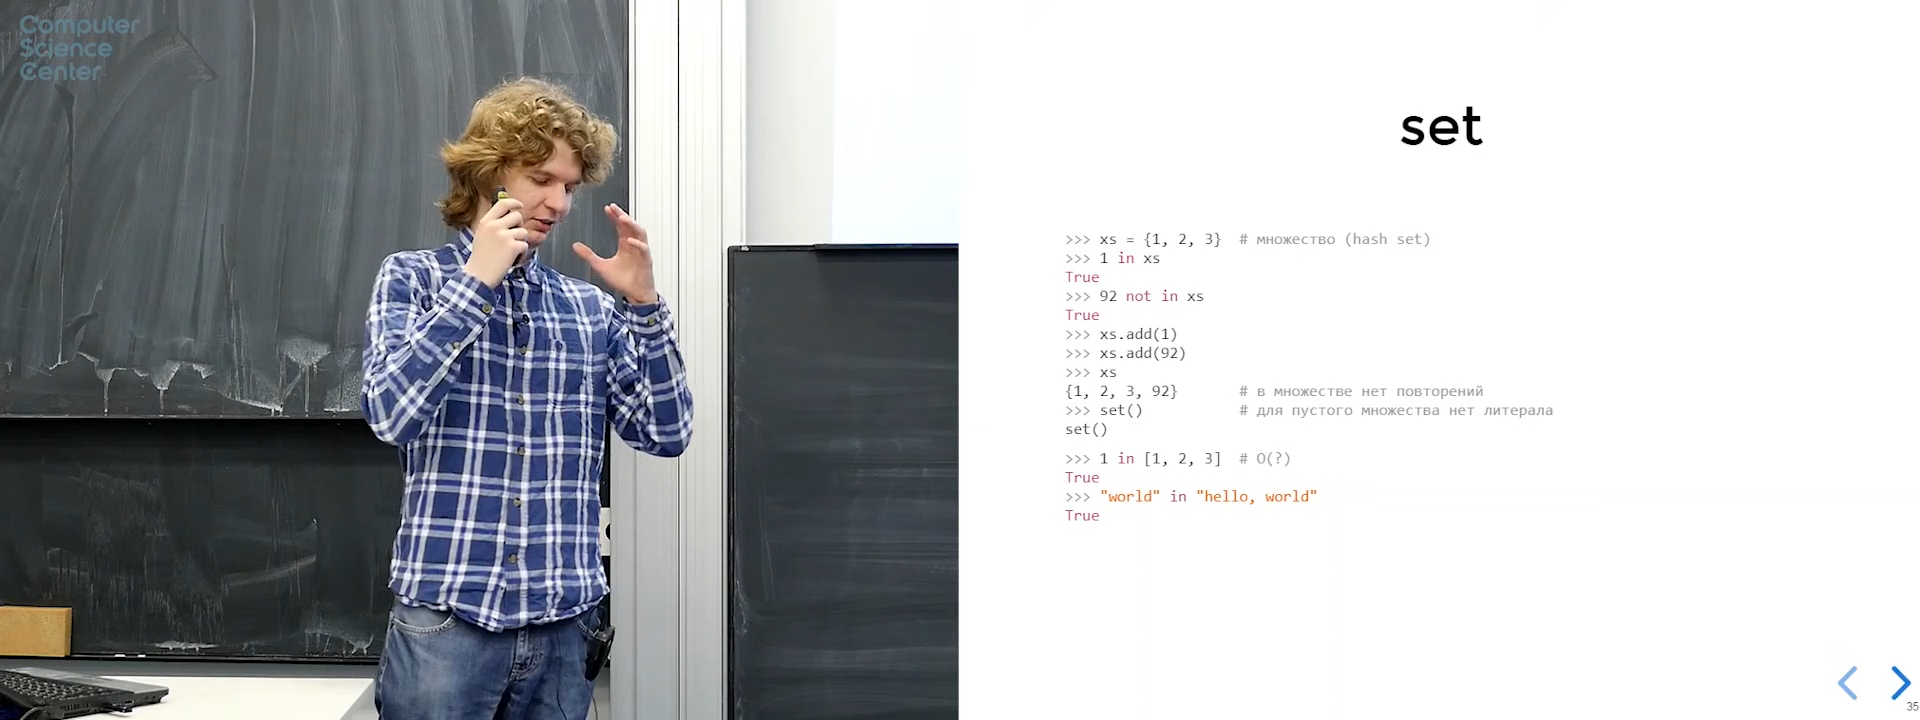 Computer
Science
Center
set
>>> xs = {1, 2, 3}  # множество (hash set)
>>> 1 in xs
True
>>> 92 not in xs
True
>>> xs.add(1)
>>> xs.add(92)
>>> xs
{1, 2, 3, 92}       # в множестве нет повторений
>>> set()           # для пустого множества нет литерала
set()
>>> 1 in [1, 2, 3]  # O(?)
True
>>> "world" in "hello, world"
True
35